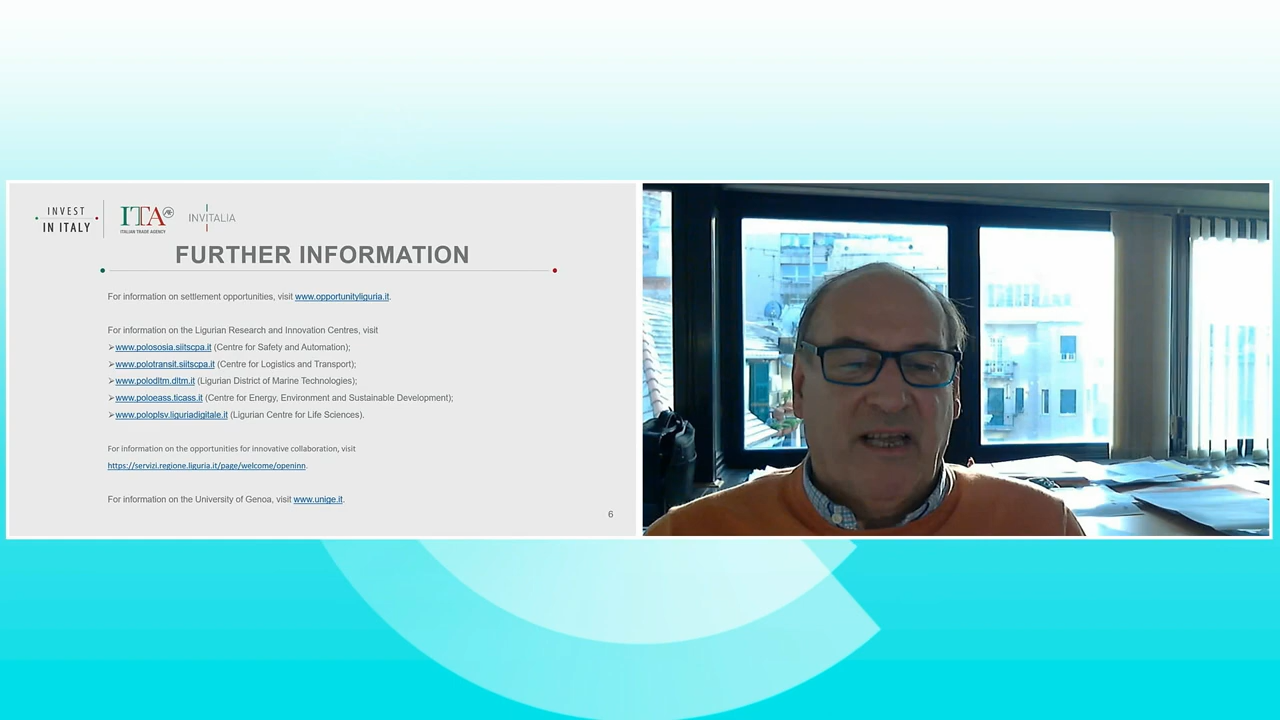 INVEST
IN ITALY
ITA
ITALIAN TRADE AGENCY
INVITALIA
FURTHER INFORMATION
For information on settlement opportunities, visit www.opportunityliguria.it.
For information on the Ligurian Research and Innovation Centres, visit
➢www.polososia.siitscpa.it (Centre for Safety and Automation);
➢www.polotransit.siitscpa.it (Centre for Logistics and Transport);
➢www.polodltm.dltm.it (Ligurian District of Marine Technologies);
➢www.poloeass.ticass.it (Centre for Energy, Environment and Sustainable Development);
➢www.poloplsv.liguriadigitale.it (Ligurian Centre for Life Sciences).
For information on the opportunities for innovative collaboration, visit
https://servizi.regione.liguria.it/page/welcome/openinn.
For information on the University of Genoa, visit www.unige.it.
6